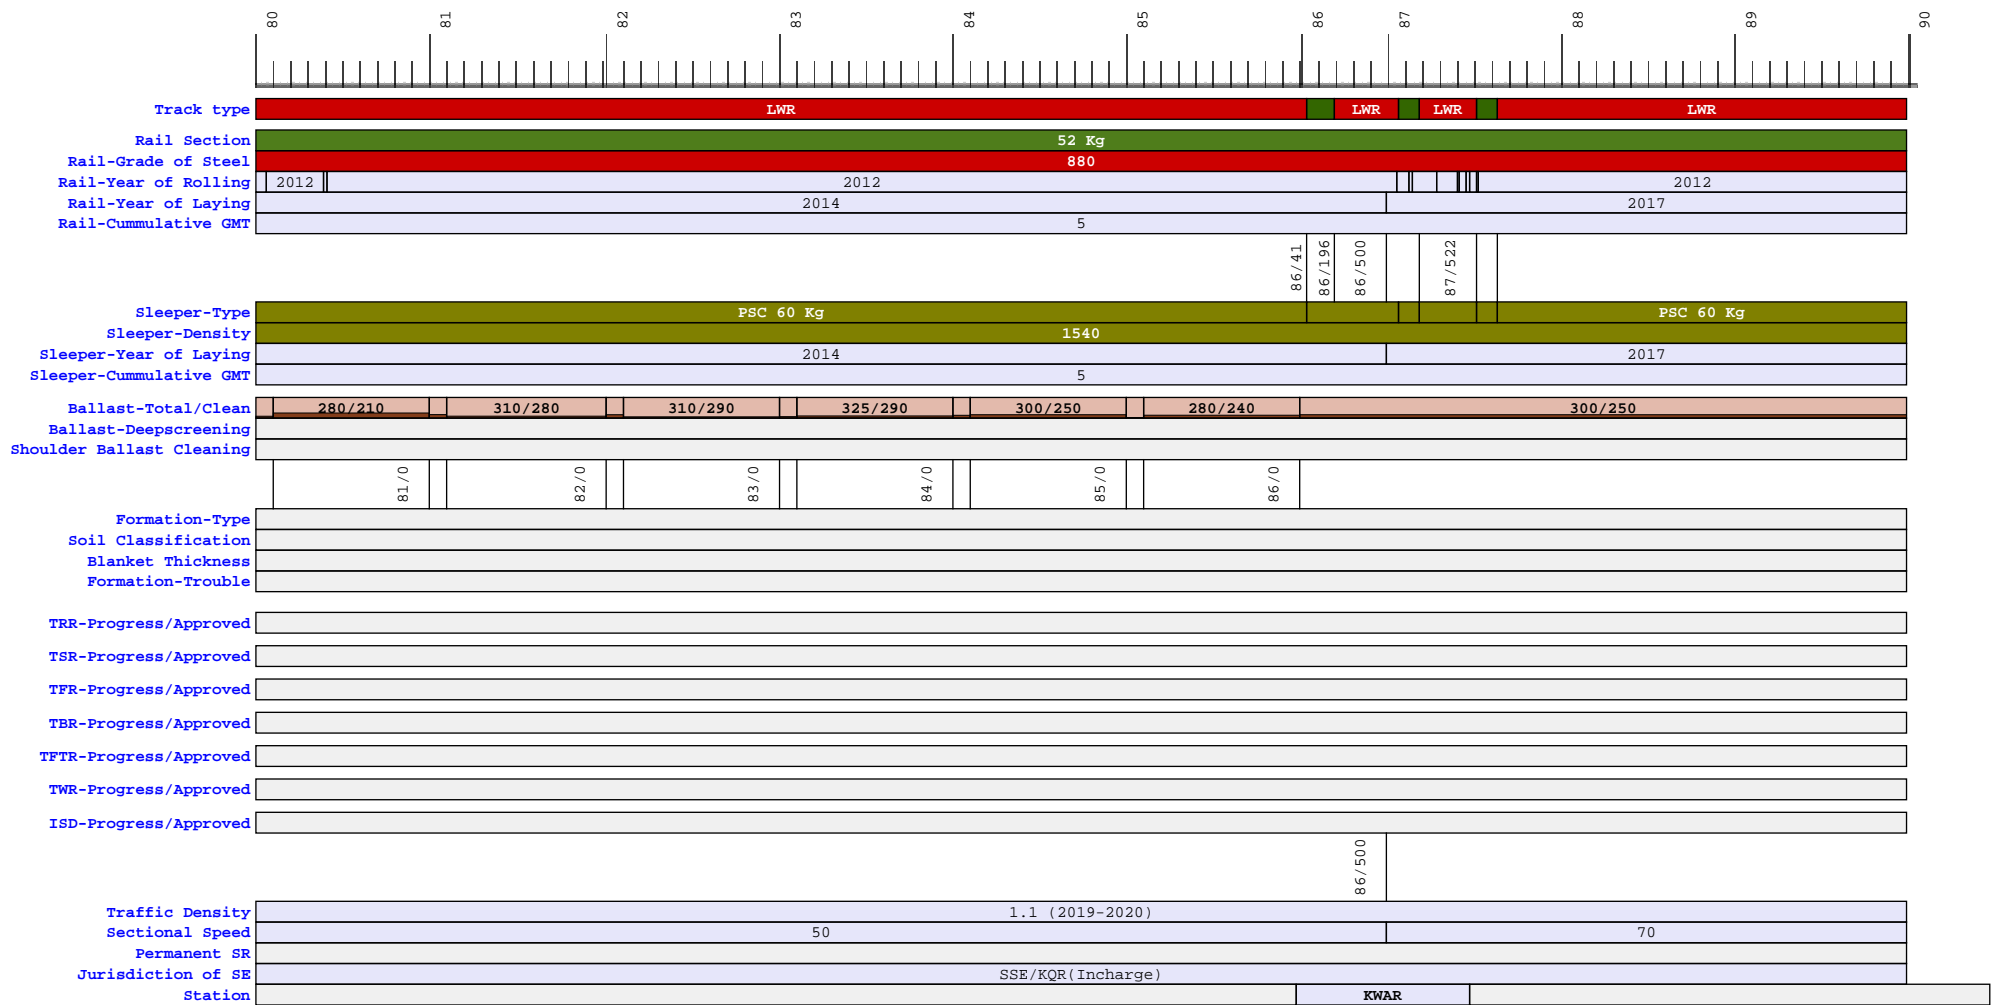 80 81 82 83 84 85 86 87 88 89 90
Track type LWR LWR LWR LWR
Rail Section 52 Kg
Rail-Grade of Steel 880
Rail-Year of Rolling 2012 2012 2012
Rail-Year of Laying 2014 2017
Rail-Cummulative GMT 5
86/41 86/196 86/500 87/522
Sleeper-Type PSC 60 Kg PSC 60 Kg
Sleeper-Density 1540
Sleeper-Year of Laying 2014 2017
Sleeper-Cummulative GMT 5
Ballast-Total/Clean 280/210 310/280 310/290 325/290 300/250 280/240 300/250
Ballast-Deepscreening
Shoulder Ballast Cleaning
81/0 82/0 83/0 84/0 85/0 86/0
Formation-Type
Soil Classification
Blanket Thickness
Formation-Trouble
TRR-Progress/Approved
TSR-Progress/Approved
TFR-Progress/Approved
TBR-Progress/Approved
TFTR-Progress/Approved
TWR-Progress/Approved
ISD-Progress/Approved
86/500
Traffic Density 1.1 (2019-2020)
Sectional Speed 50 70
Permanent SR
Jurisdiction of SE SSE/KQR(Incharge)
Station KWAR